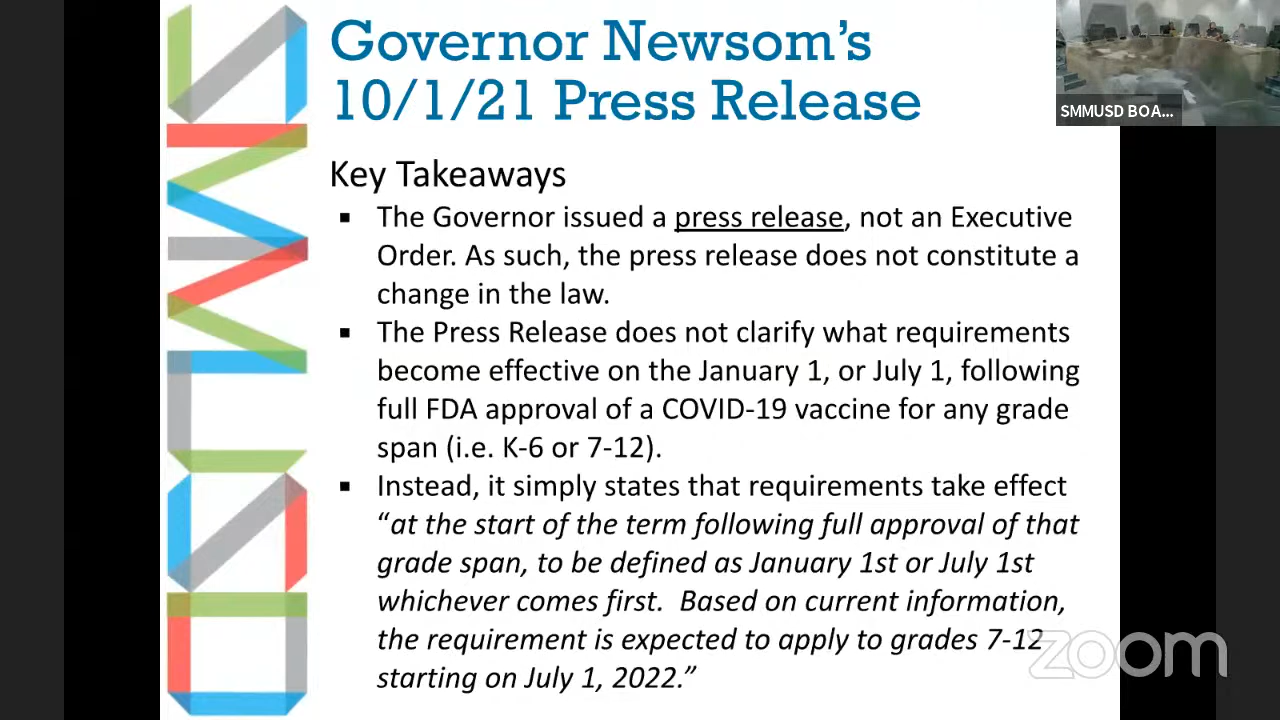 Governor Newsom's
10/1/21 Press Release
SMMUSD BOA...
Key Takeaways
▪ The Governor issued a press release, not an Executive
Order. As such, the press release does not constitute a
change in the law.
▪ The Press Release does not clarify what requirements
become effective on the January 1, or July 1, following
full FDA approval of a COVID-19 vaccine for any grade
span (i.e. K-6 or 7-12).
▪ Instead, it simply states that requirements take effect
“at the start of the term following full approval of that
grade span, to be defined as January 1st or July 1st
whichever comes first.  Based on current information,
the requirement is expected to apply to grades 7-12
starting on July 1, 2022.”
zoom
SMMUSD